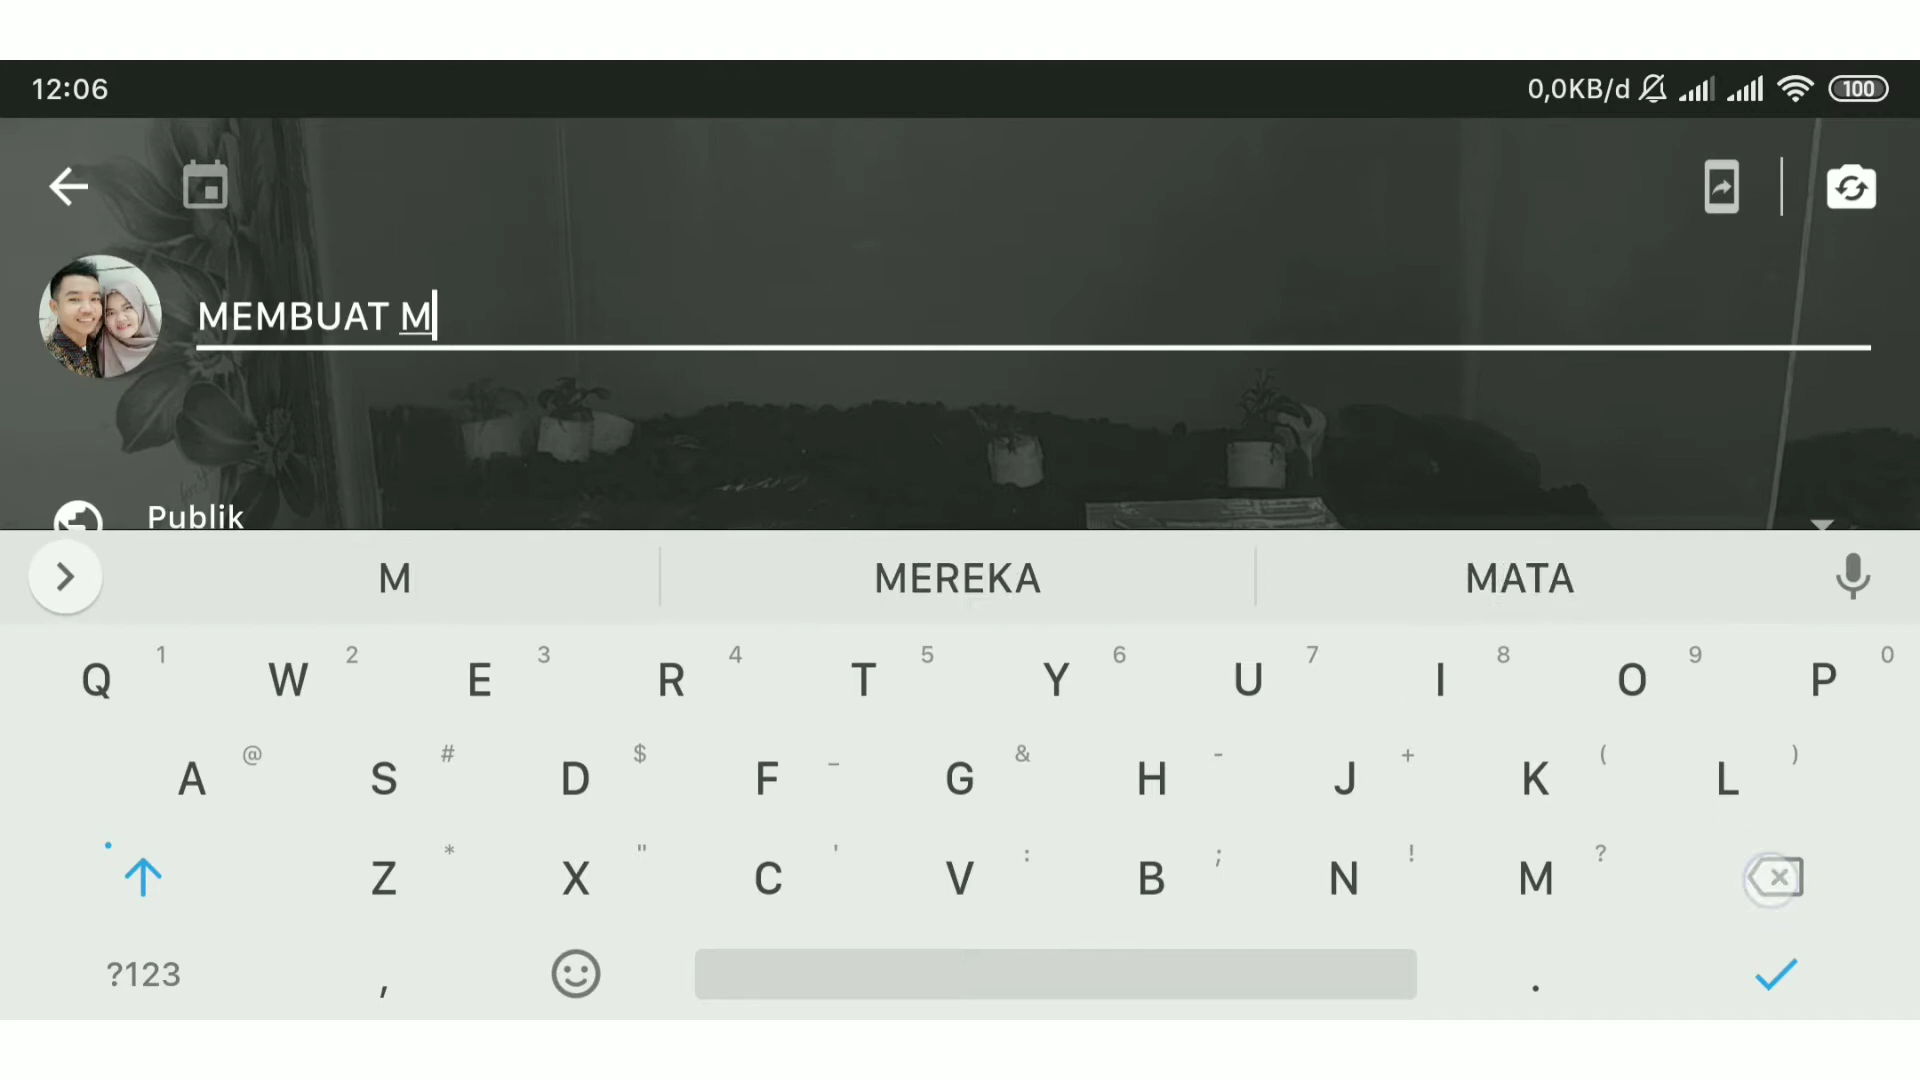 12:06
0,0KB/d
100
MEMBUAT M
Publik
M MEREKA MATA
1 2 3 4 5 6 7 8 9 0
Q W E R T Y U I O P
@ # $ _ & - + ( )
A S D F G H J K L
* " ' : ; ! ?
Z X C V B N M
?123 , .